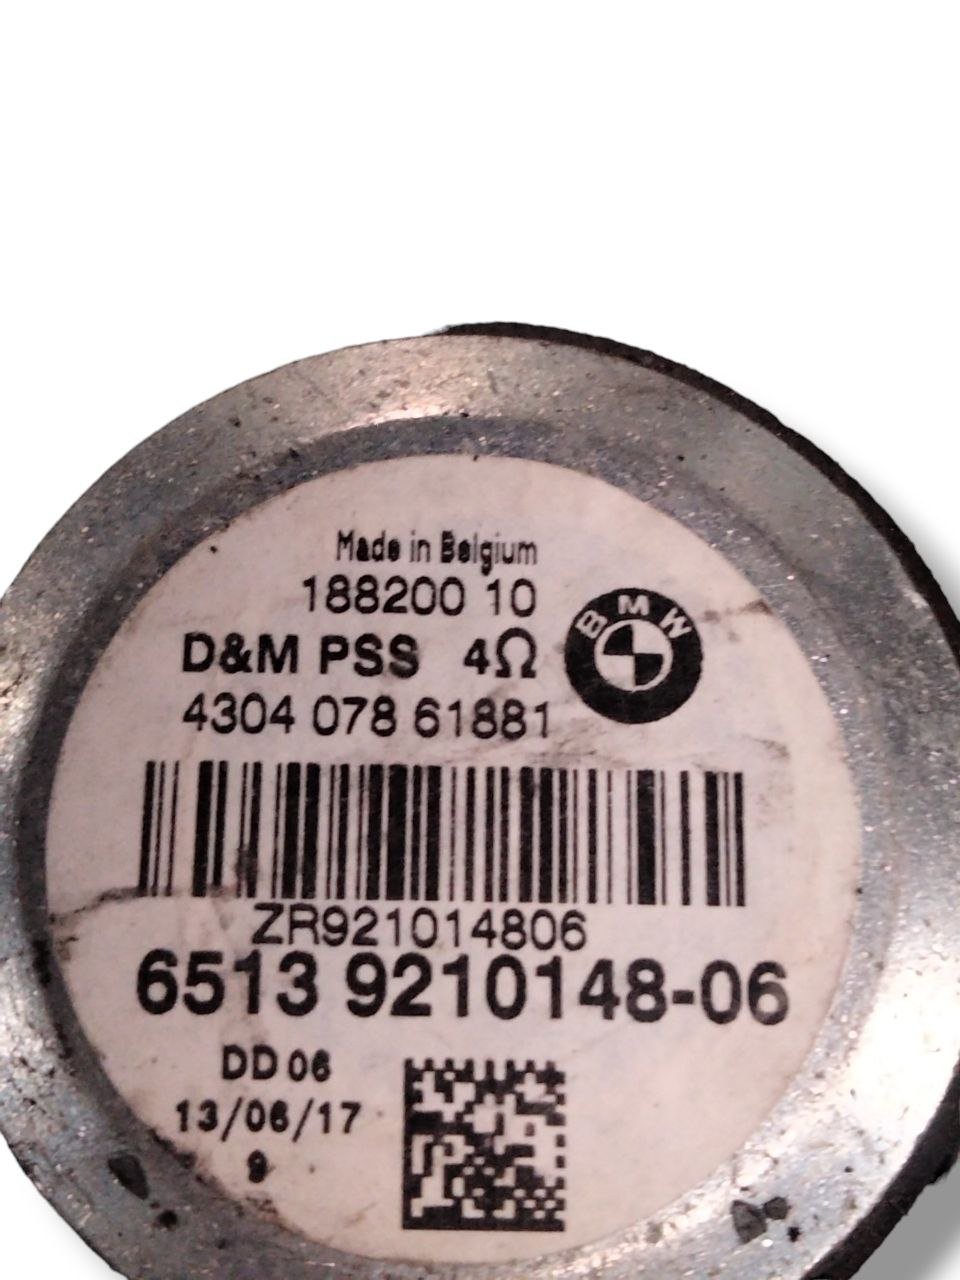 Made in Belgium
188200 10
D&M PSS 4Ω
BMW
4304 078 61881
ZR921014806
6513 9210148-06
DD 06
13/06/17
9